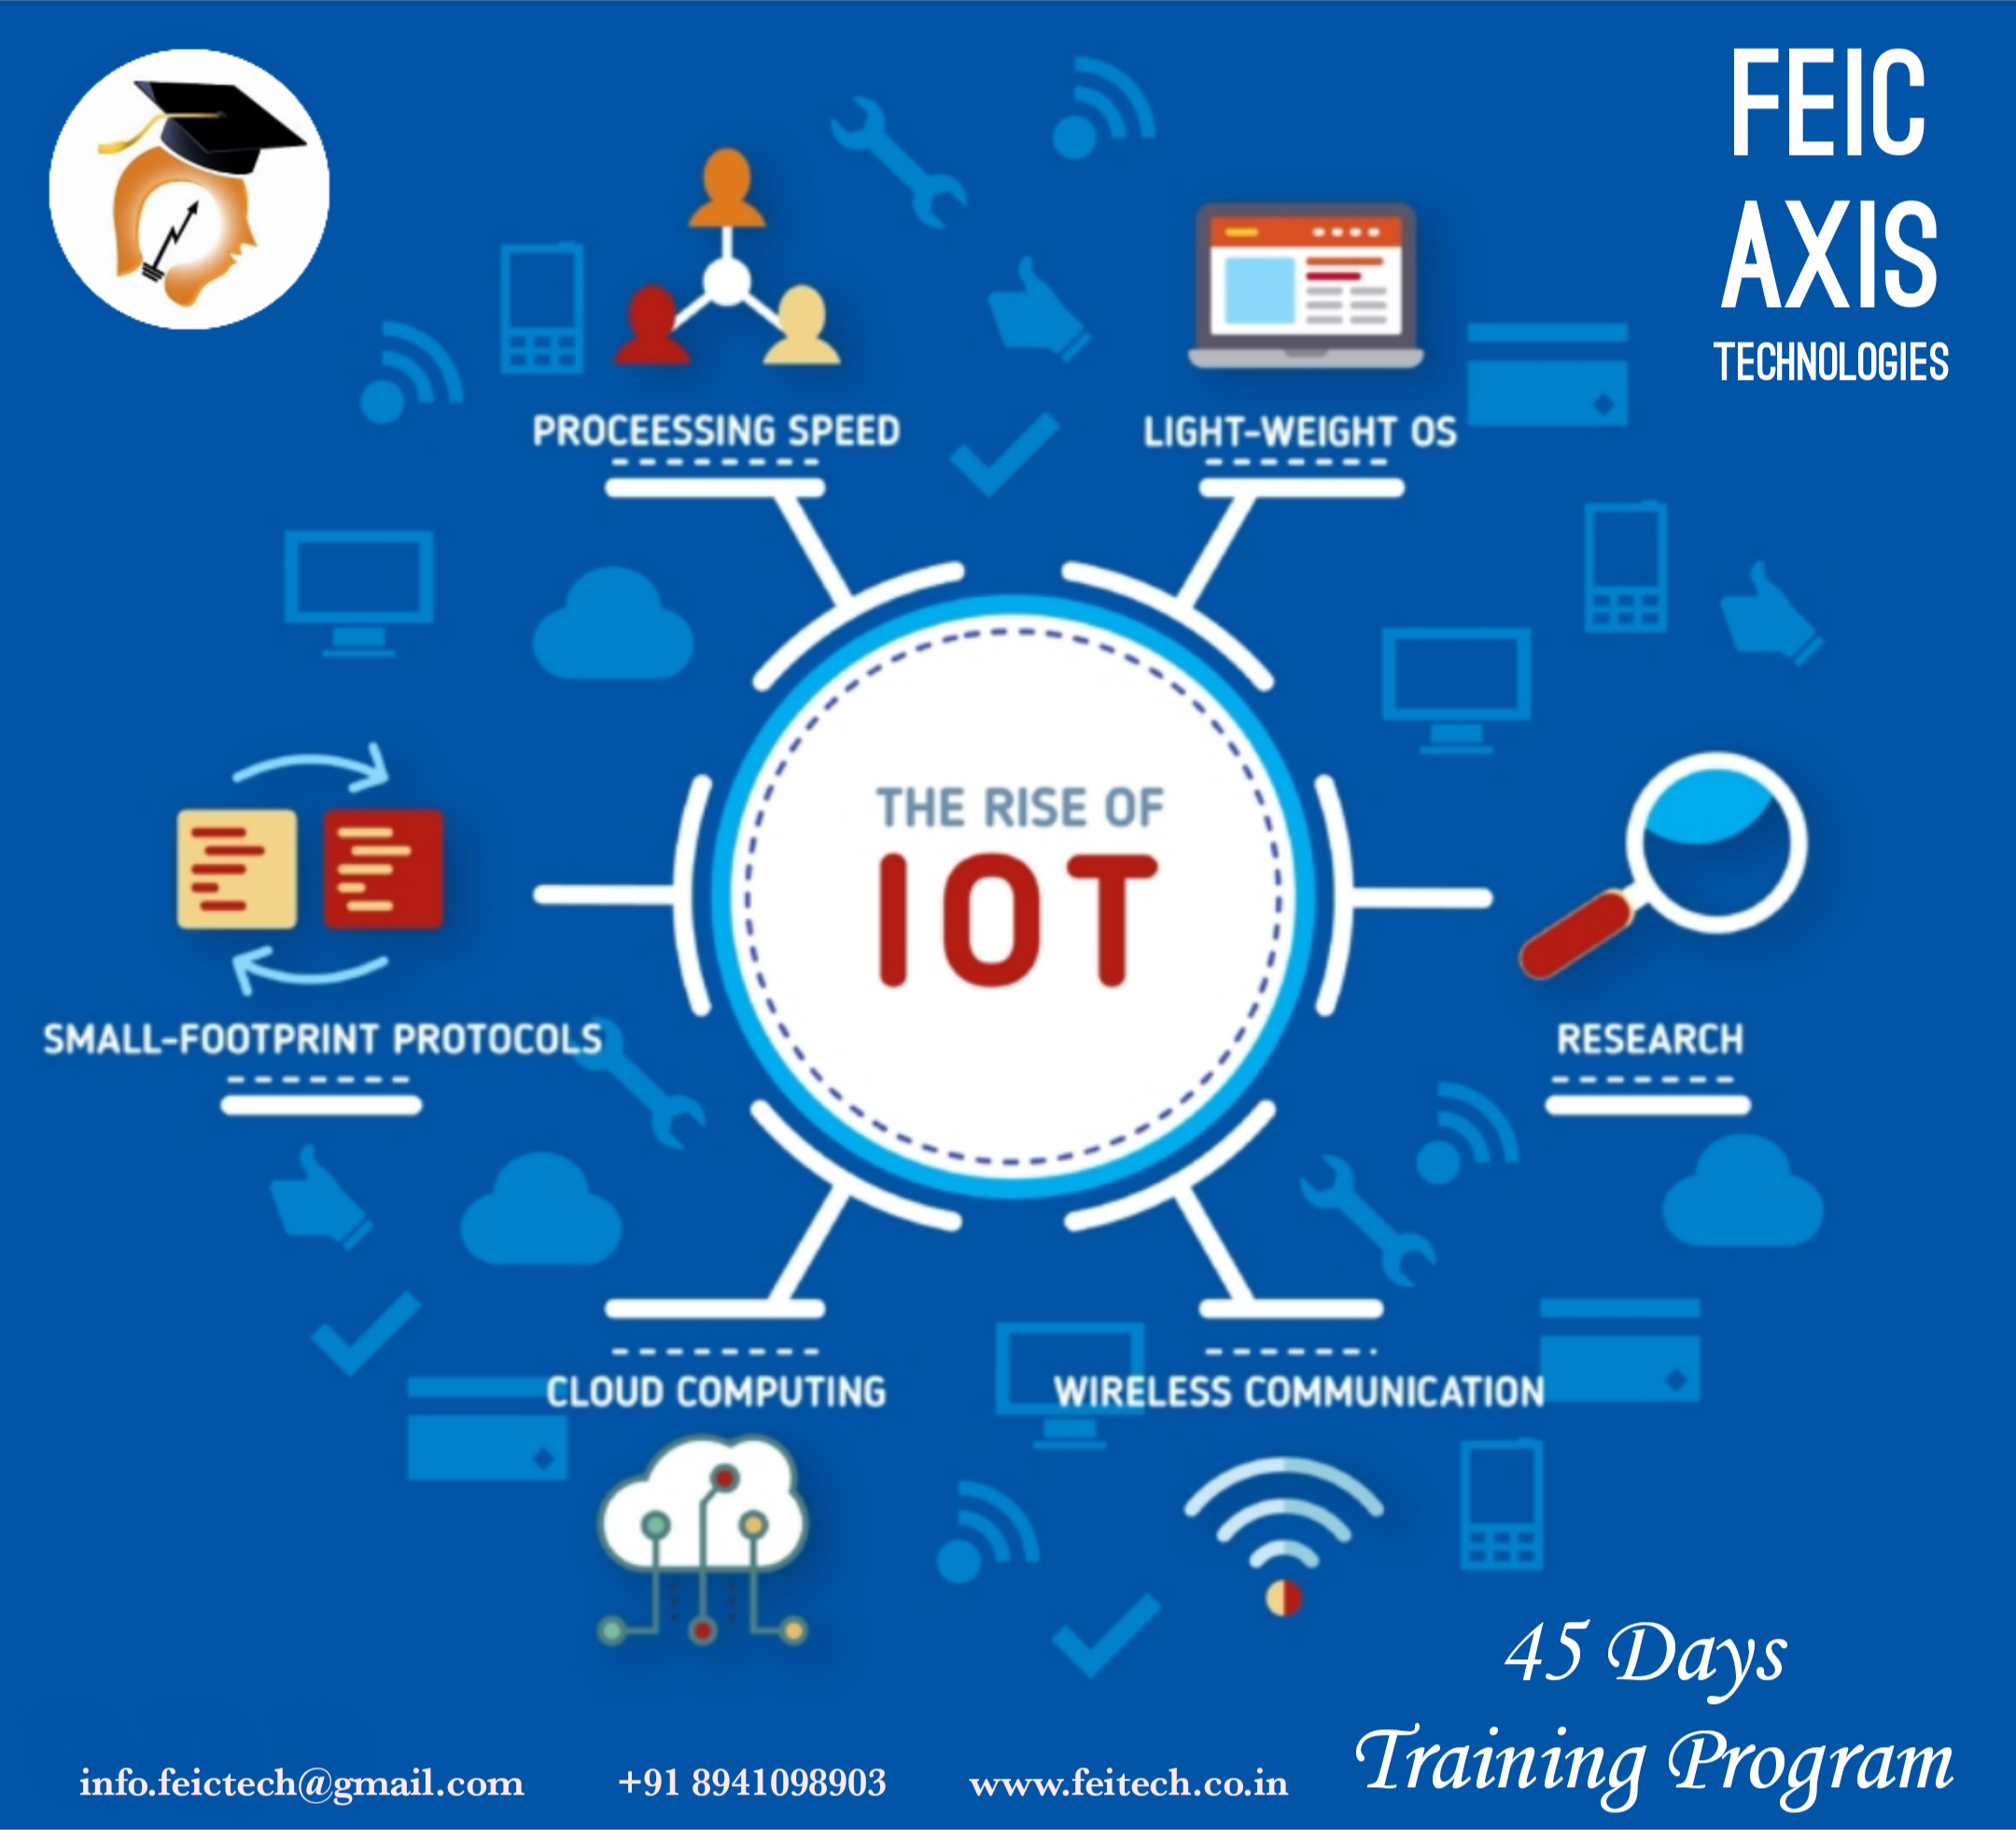 FEIC
AXIS
TECHNOLOGIES
PROCEESSING SPEED
LIGHT-WEIGHT OS
THE RISE OF
IOT
SMALL-FOOTPRINT PROTOCOLS
RESEARCH
CLOUD COMPUTING
WIRELESS COMMUNICATION
45 Days
Training Program
info.feictech@gmail.com
+91 8941098903
www.feitech.co.in